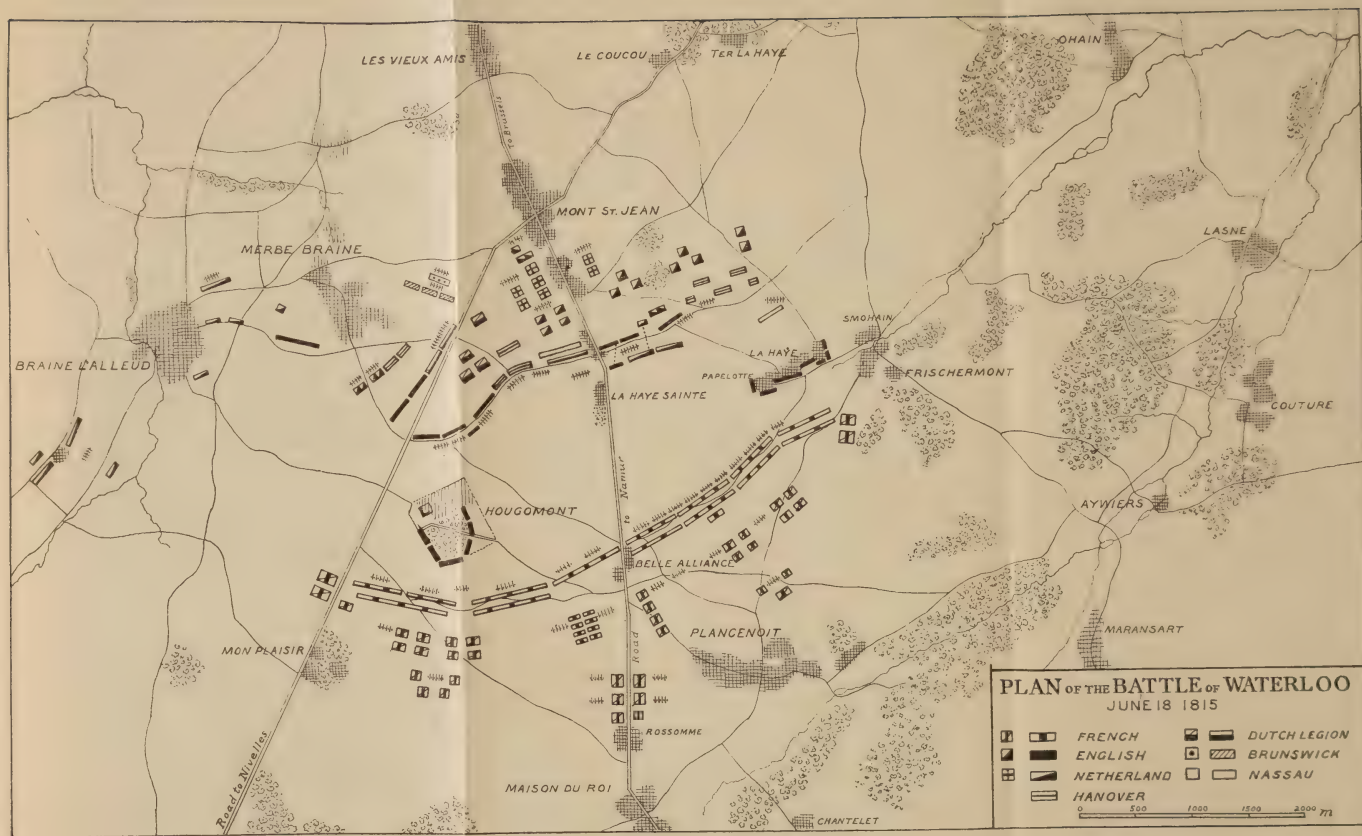 LES VIEUX AMIS
LE COUCOU
TER LA HAYE
OHAIN
To Brussels
MONT ST. JEAN
MERBE BRAINE
LASNE
SMOHAIN
BRAINE L'ALLEUD
LA HAYE
PAPELOTTE
FRISCHERMONT
LA HAYE SAINTE
COUTURE
HOUGOMONT
AYWIERS
Road to Namur
BELLE ALLIANCE
PLANCENOIT
MARANSART
MON PLAISIR
ROSSOMME
Road to Nivelles
MAISON DU ROI
CHANTELET
PLAN OF THE BATTLE OF WATERLOO
JUNE 18 1815
FRENCH
DUTCH LEGION
ENGLISH
BRUNSWICK
NETHERLAND
NASSAU
HANOVER
0 500 1000 1500 2000 m